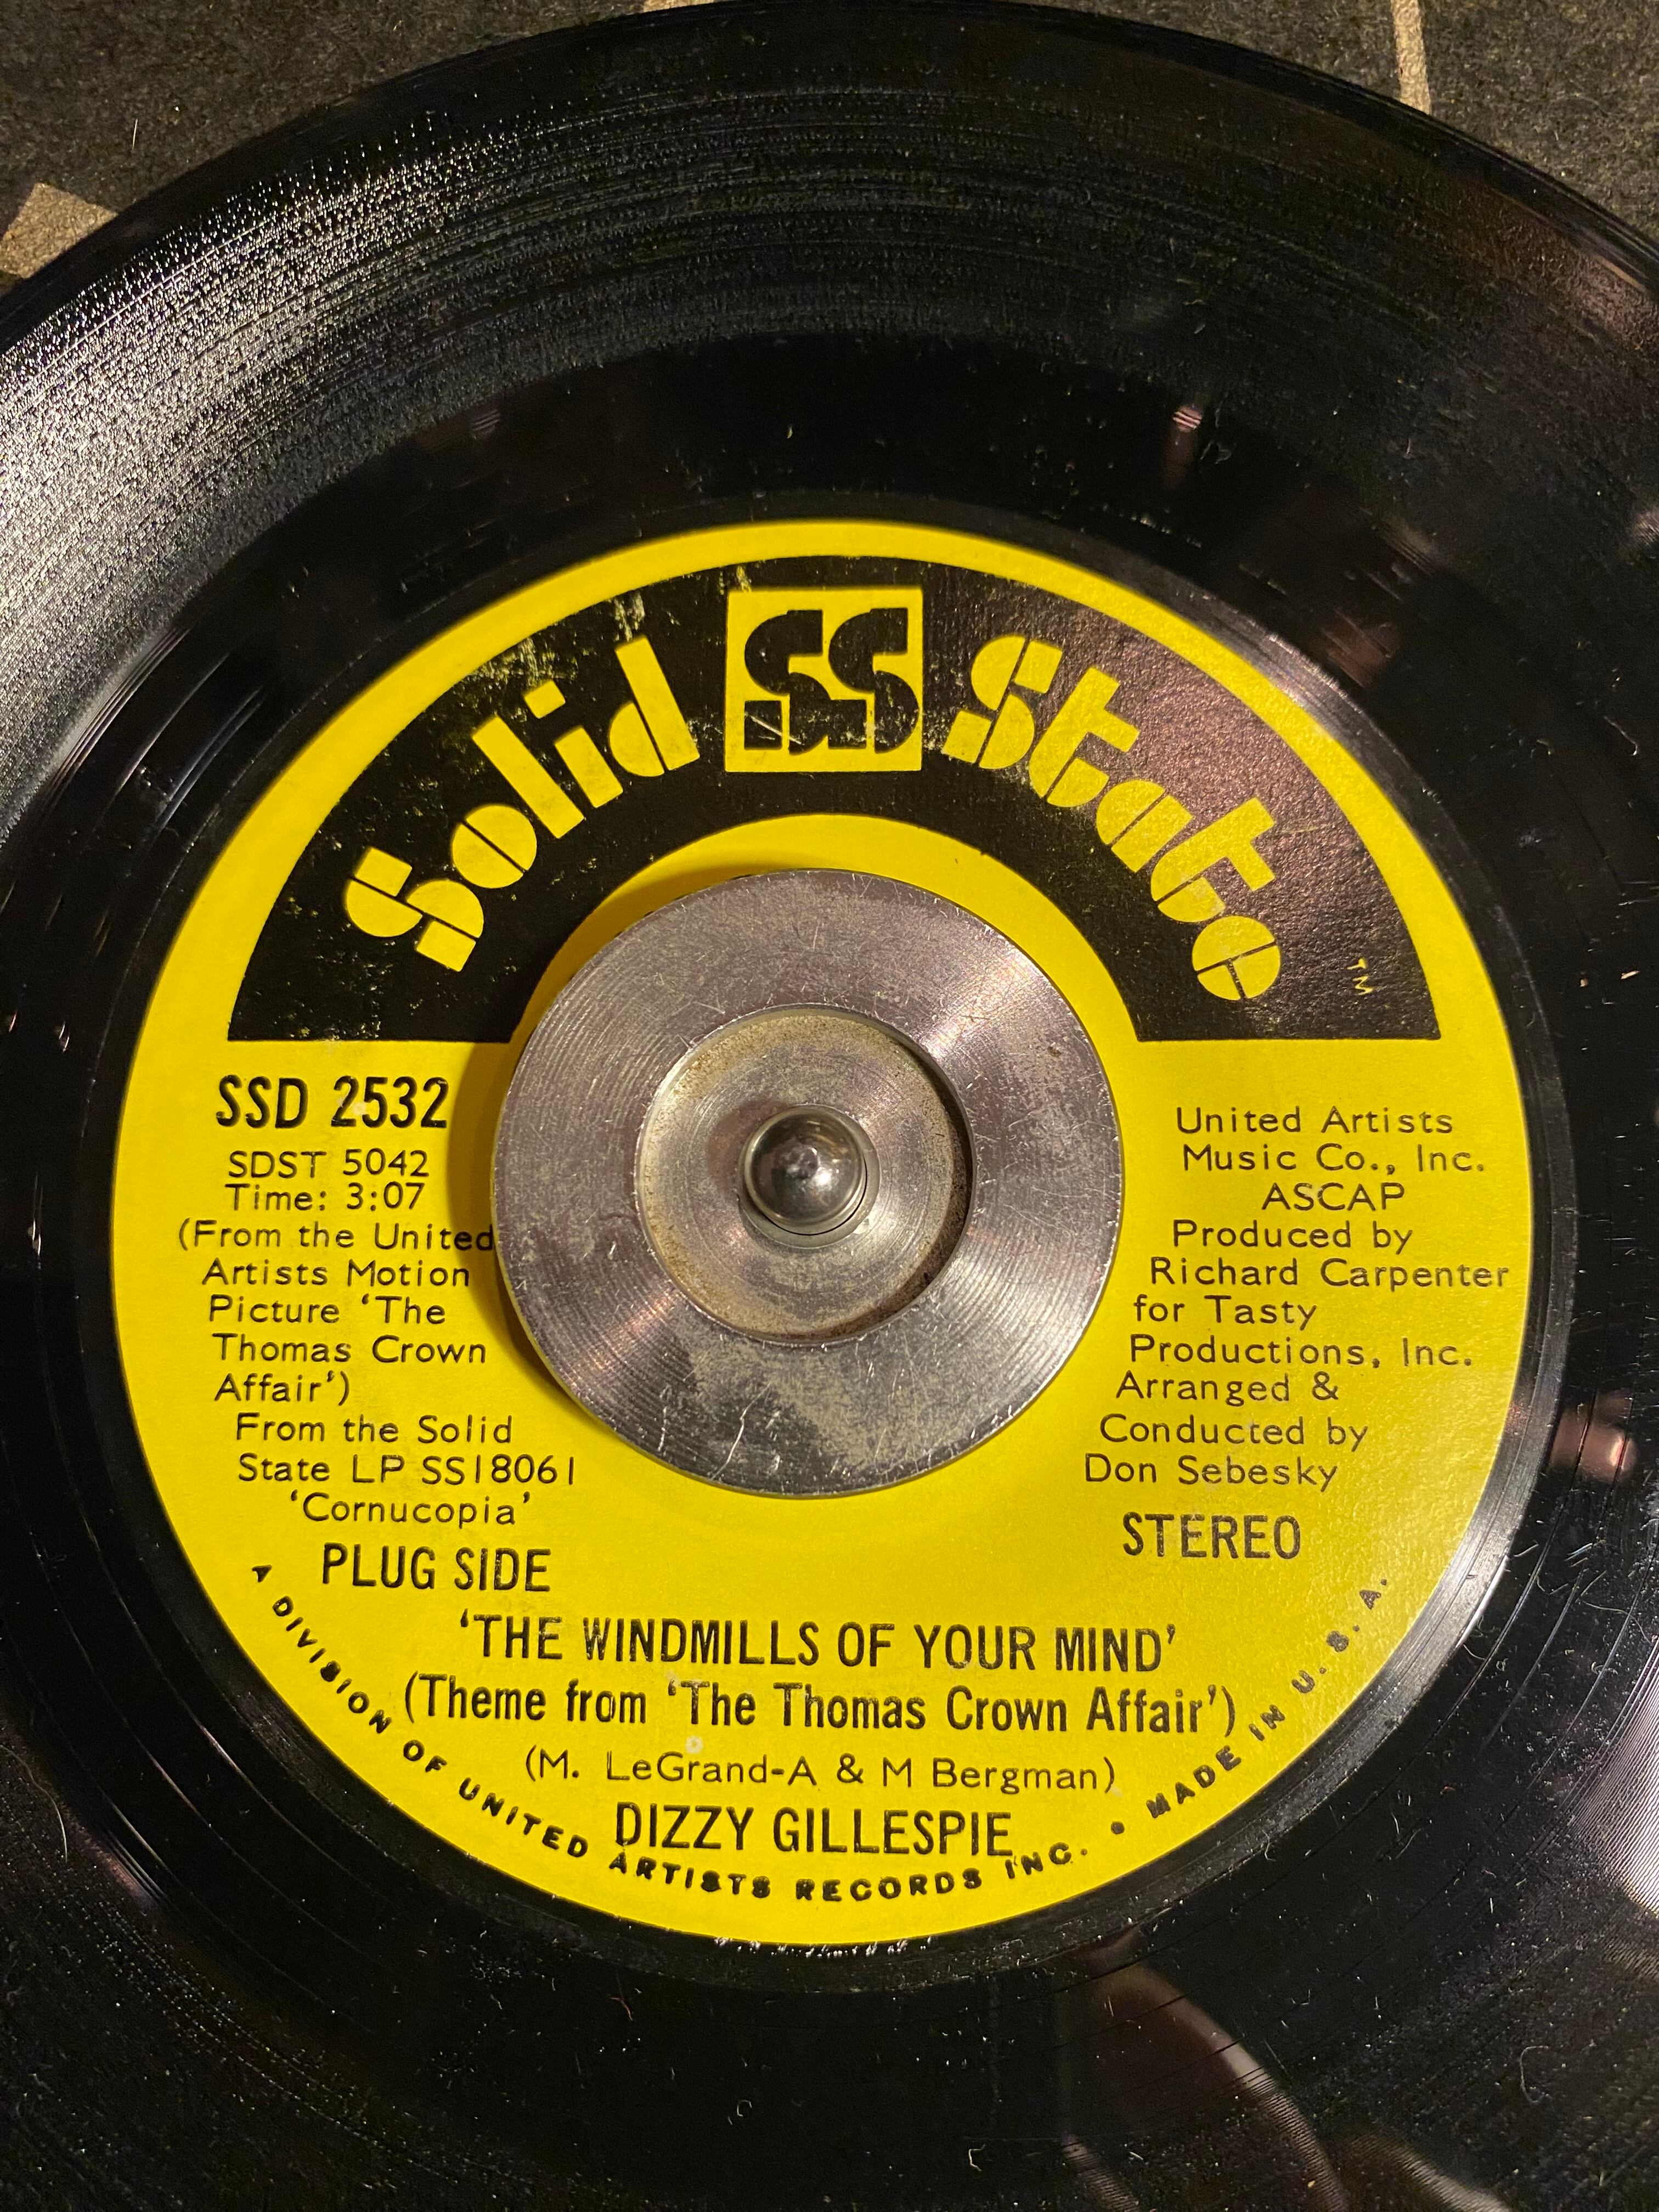 Solid SS State
TM
SSD 2532
SDST 5042
Time: 3:07
(From the United
Artists Motion
Picture ‘The
Thomas Crown
Affair’)
From the Solid
State LP SS18061
‘Cornucopia’
PLUG SIDE
United Artists
Music Co., Inc.
ASCAP
Produced by
Richard Carpenter
for Tasty
Productions, Inc.
Arranged &
Conducted by
Don Sebesky
STEREO
‘THE WINDMILLS OF YOUR MIND’
(Theme from ‘The Thomas Crown Affair’)
(M. LeGrand-A & M Bergman)
DIZZY GILLESPIE
A DIVISION OF UNITED ARTISTS RECORDS INC. • MADE IN U.S.A.